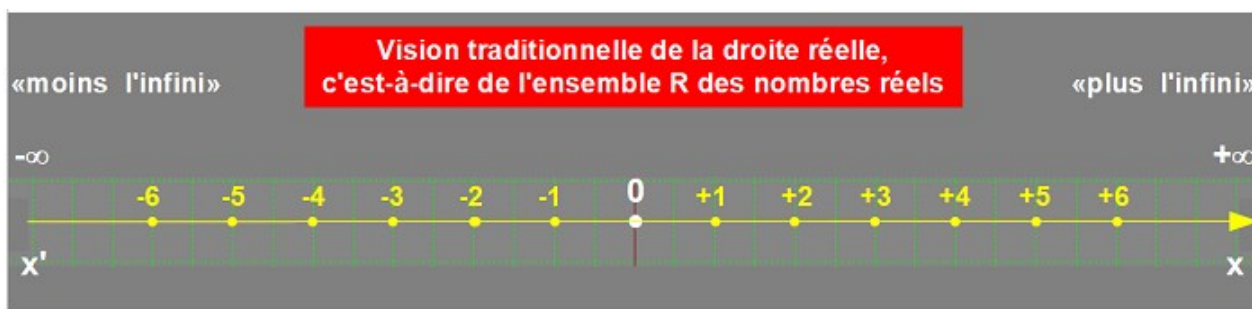 Vision traditionnelle de la droite réelle,
c'est-à-dire de l'ensemble R des nombres réels
«moins l'infini» «plus l'infini»
-∞ +∞
-6 -5 -4 -3 -2 -1 0 +1 +2 +3 +4 +5 +6
x' x